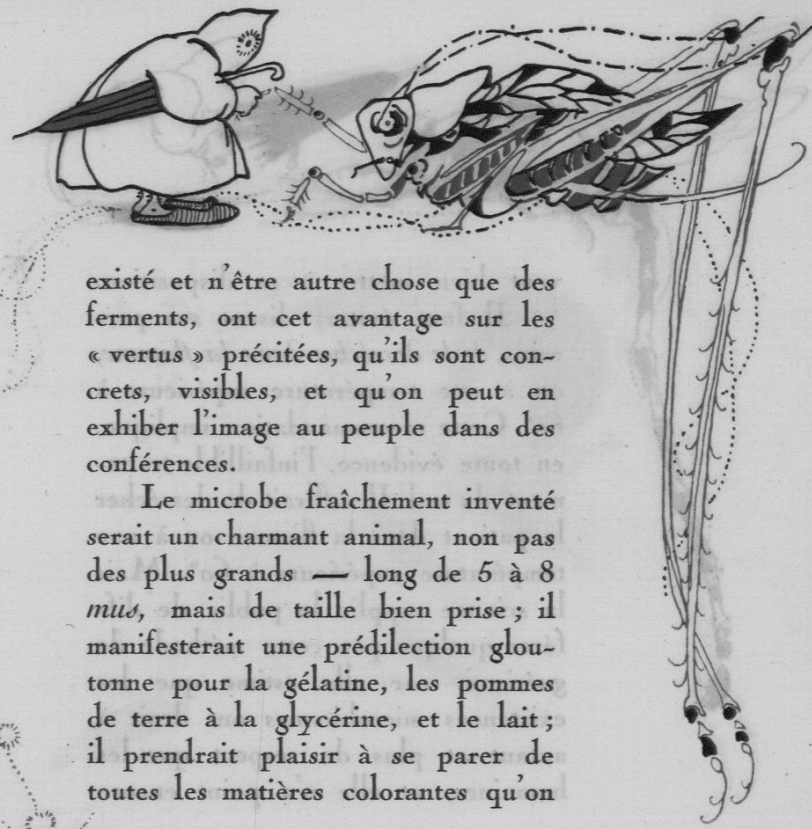 existé et n'être autre chose que des
ferments, ont cet avantage sur les
« vertus » précitées, qu'ils sont con-
crets, visibles, et qu'on peut en
exhiber l'image au peuple dans des
conférences.
Le microbe fraîchement inventé
serait un charmant animal, non pas
des plus grands — long de 5 à 8
mus, mais de taille bien prise ; il
manifesterait une prédilection glou-
tonne pour la gélatine, les pommes
de terre à la glycérine, et le lait ;
il prendrait plaisir à se parer de
toutes les matières colorantes qu'on